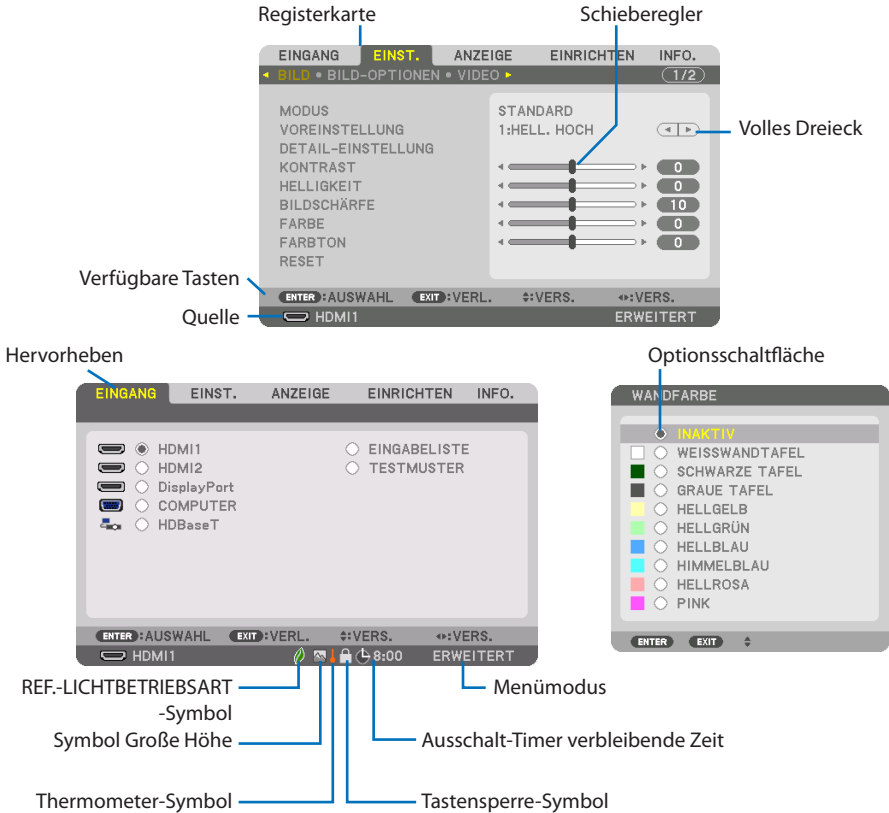 Registerkarte
Schieberegler
EINGANG EINST. ANZEIGE EINRICHTEN INFO.
BILD • BILD-OPTIONEN • VIDEO 1/2
MODUS STANDARD
VOREINSTELLUNG 1:HELL. HOCH
Volles Dreieck
DETAIL-EINSTELLUNG
KONTRAST 0
HELLIGKEIT 0
BILDSCHÄRFE 10
FARBE 0
FARBTON 0
RESET
Verfügbare Tasten
ENTER:AUSWAHL EXIT:VERL. :VERS. :VERS.
Quelle
HDMI1 ERWEITERT
Hervorheben
EINGANG EINST. ANZEIGE EINRICHTEN INFO.
HDMI1 EINGABELISTE
HDMI2 TESTMUSTER
DisplayPort
COMPUTER
HDBaseT
ENTER:AUSWAHL EXIT:VERL. :VERS. :VERS.
HDMI1 8:00 ERWEITERT
Optionsschaltfläche
WANDFARBE
INAKTIV
WEISSWANDTAFEL
SCHWARZE TAFEL
GRAUE TAFEL
HELLGELB
HELLGRÜN
HELLBLAU
HIMMELBLAU
HELLROSA
PINK
ENTER EXIT
REF.-LICHTBETRIEBSART
-Symbol
Menümodus
Symbol Große Höhe
Ausschalt-Timer verbleibende Zeit
Thermometer-Symbol
Tastensperre-Symbol